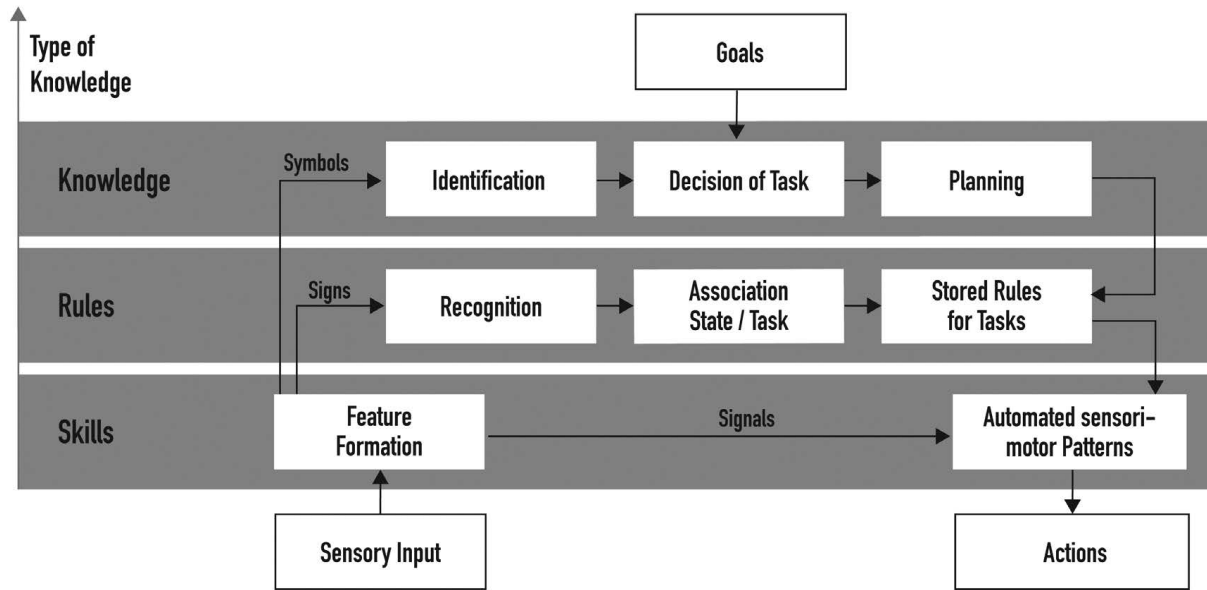 Type of
Knowledge
Goals
Knowledge
Symbols
Identification
Decision of Task
Planning
Rules
Signs
Recognition
Association
State / Task
Stored Rules
for Tasks
Skills
Feature
Formation
Signals
Automated sensori-
motor Patterns
Sensory Input
Actions